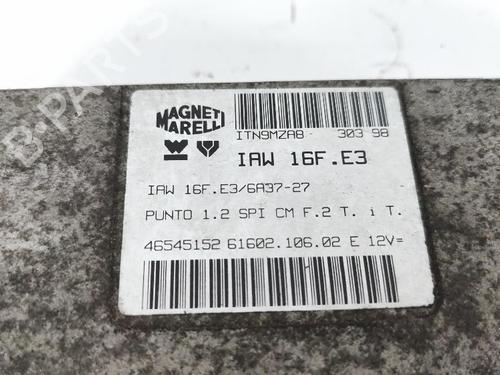 B-PARTS
MAGNETI
MARELLI
ITN9MZA8 303 98
IAW 16F.E3
IAW 16F.E3/6A37-27
PUNTO 1.2 SPI CM F.2 T. i T.
46545152 61602.106.02 E 12V=